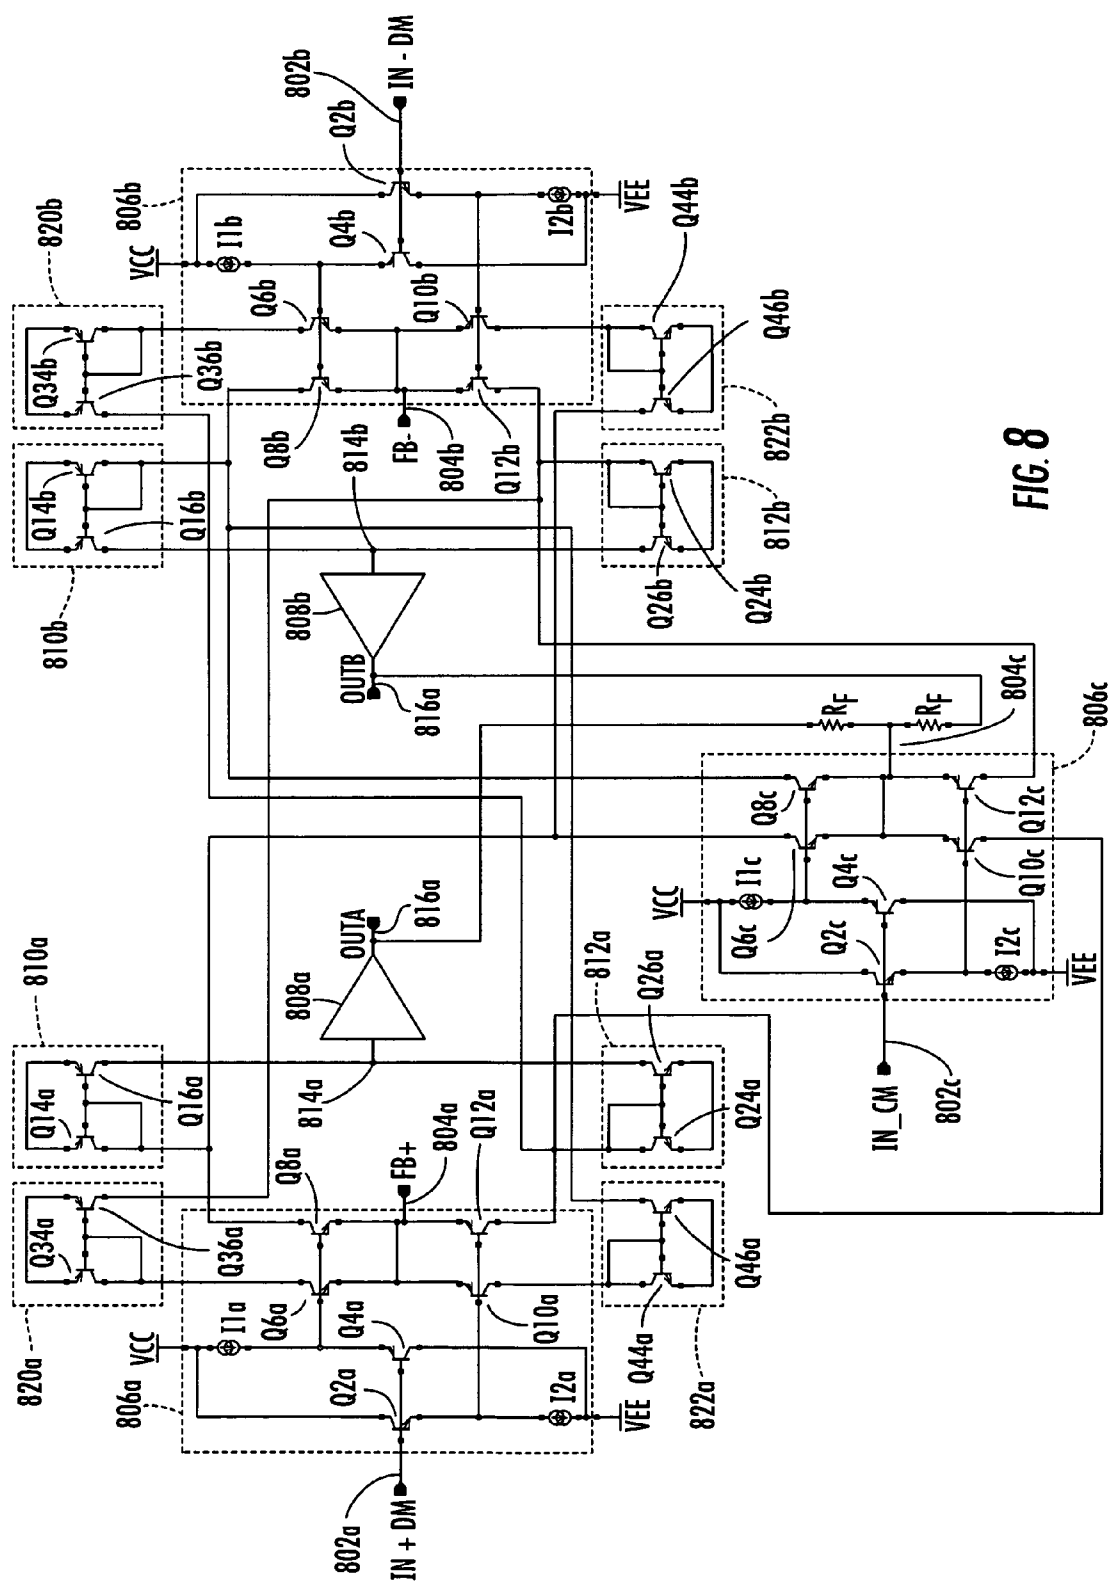 802b
IN - DM
820b
806b
Q2b
VCC
I1b
Q4b
I2b
VEE
Q44b
Q34b
Q36b
Q6b
Q10b
Q46b
822b
Q8b
814b
FB-
804b
Q12b
Q14b
Q16b
810b
808b
OUTB
816a
Q26b
Q24b
812b
FIG. 8
RF
RF
804c
806c
Q8c
Q12c
Q10c
I1c
Q4c
VCC
Q6c
Q2c
I2c
VEE
IN_CM
802c
OUTA
816a
808a
810a
Q14a
Q16a
814a
812a
Q26a
Q24a
Q8a
FB+
804a
Q12a
Q34a
Q36a
820a
Q6a
Q10a
Q46a
Q44a
822a
VCC
I1a
Q4a
806a
Q2a
I2a
VEE
802a
IN + DM